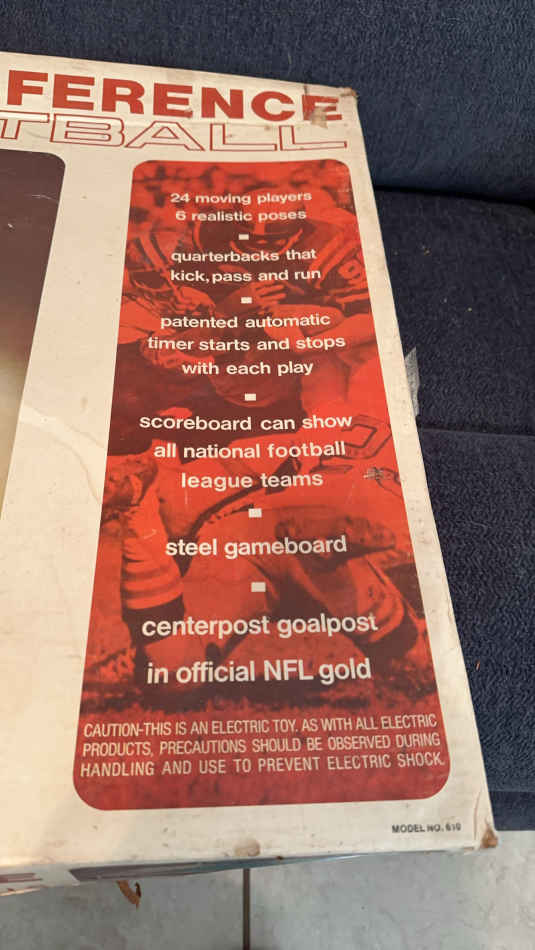 FERENCE
TBALL
24 moving players
6 realistic poses
quarterbacks that
kick, pass and run
patented automatic
timer starts and stops
with each play
scoreboard can show
all national football
league teams
steel gameboard
centerpost goalpost
in official NFL gold
CAUTION-THIS IS AN ELECTRIC TOY. AS WITH ALL ELECTRIC
PRODUCTS, PRECAUTIONS SHOULD BE OBSERVED DURING
HANDLING AND USE TO PREVENT ELECTRIC SHOCK.
MODEL NO. 610